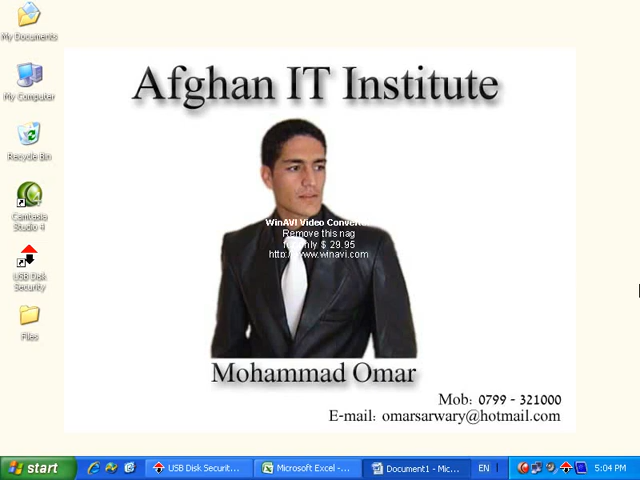 My Documents
My Computer
Recycle Bin
Camtasia
Studio 4
USB Disk
Security
Files
Afghan IT Institute
WinAVI Video Converte
Remove this nag
for only $ 29.95
http://www.winavi.com
Mohammad Omar
Mob: 0799 - 321000
E-mail: omarsarwary@hotmail.com
start
USB Disk Securit...
Microsoft Excel -...
Document1 - Mic...
EN
5:04 PM